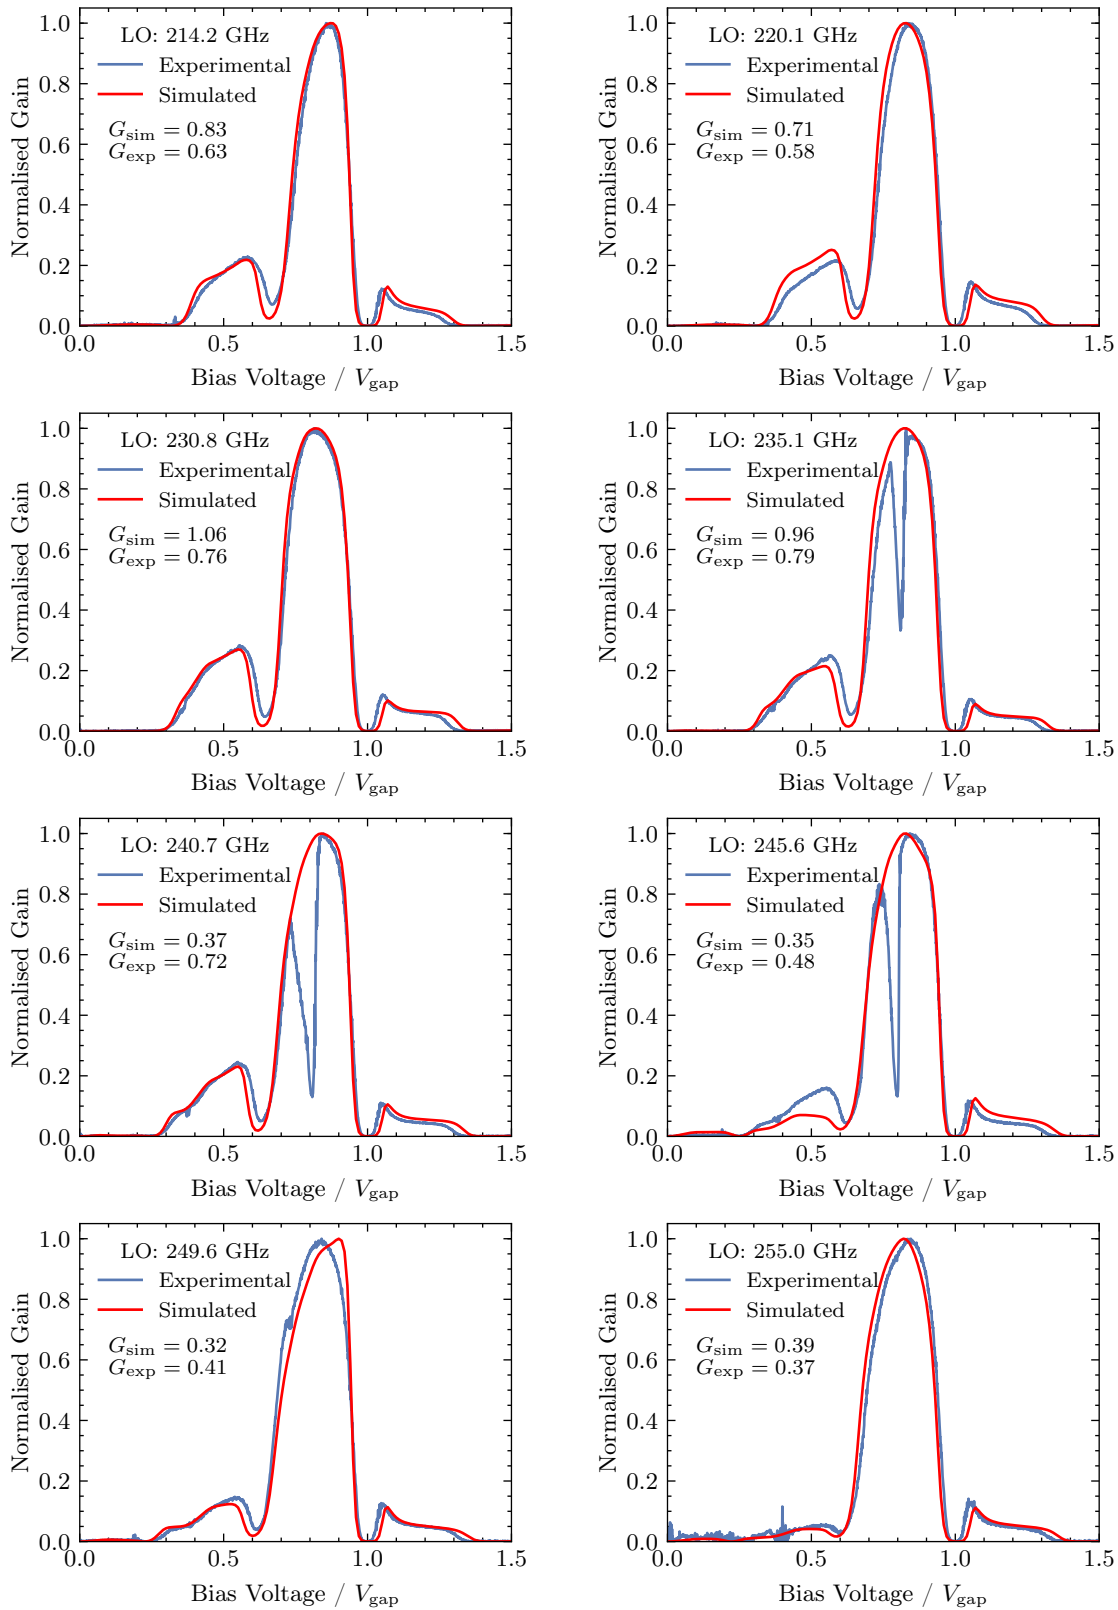 LO: 214.2 GHz
Experimental
Simulated
G_sim = 0.83
G_exp = 0.63
Normalised Gain
1.0
0.8
0.6
0.4
0.2
0.0
0.0 0.5 1.0 1.5
Bias Voltage / V_gap
LO: 220.1 GHz
Experimental
Simulated
G_sim = 0.71
G_exp = 0.58
Normalised Gain
1.0
0.8
0.6
0.4
0.2
0.0
0.0 0.5 1.0 1.5
Bias Voltage / V_gap
LO: 230.8 GHz
Experimental
Simulated
G_sim = 1.06
G_exp = 0.76
Normalised Gain
1.0
0.8
0.6
0.4
0.2
0.0
0.0 0.5 1.0 1.5
Bias Voltage / V_gap
LO: 235.1 GHz
Experimental
Simulated
G_sim = 0.96
G_exp = 0.79
Normalised Gain
1.0
0.8
0.6
0.4
0.2
0.0
0.0 0.5 1.0 1.5
Bias Voltage / V_gap
LO: 240.7 GHz
Experimental
Simulated
G_sim = 0.37
G_exp = 0.72
Normalised Gain
1.0
0.8
0.6
0.4
0.2
0.0
0.0 0.5 1.0 1.5
Bias Voltage / V_gap
LO: 245.6 GHz
Experimental
Simulated
G_sim = 0.35
G_exp = 0.48
Normalised Gain
1.0
0.8
0.6
0.4
0.2
0.0
0.0 0.5 1.0 1.5
Bias Voltage / V_gap
LO: 249.6 GHz
Experimental
Simulated
G_sim = 0.32
G_exp = 0.41
Normalised Gain
1.0
0.8
0.6
0.4
0.2
0.0
0.0 0.5 1.0 1.5
Bias Voltage / V_gap
LO: 255.0 GHz
Experimental
Simulated
G_sim = 0.39
G_exp = 0.37
Normalised Gain
1.0
0.8
0.6
0.4
0.2
0.0
0.0 0.5 1.0 1.5
Bias Voltage / V_gap